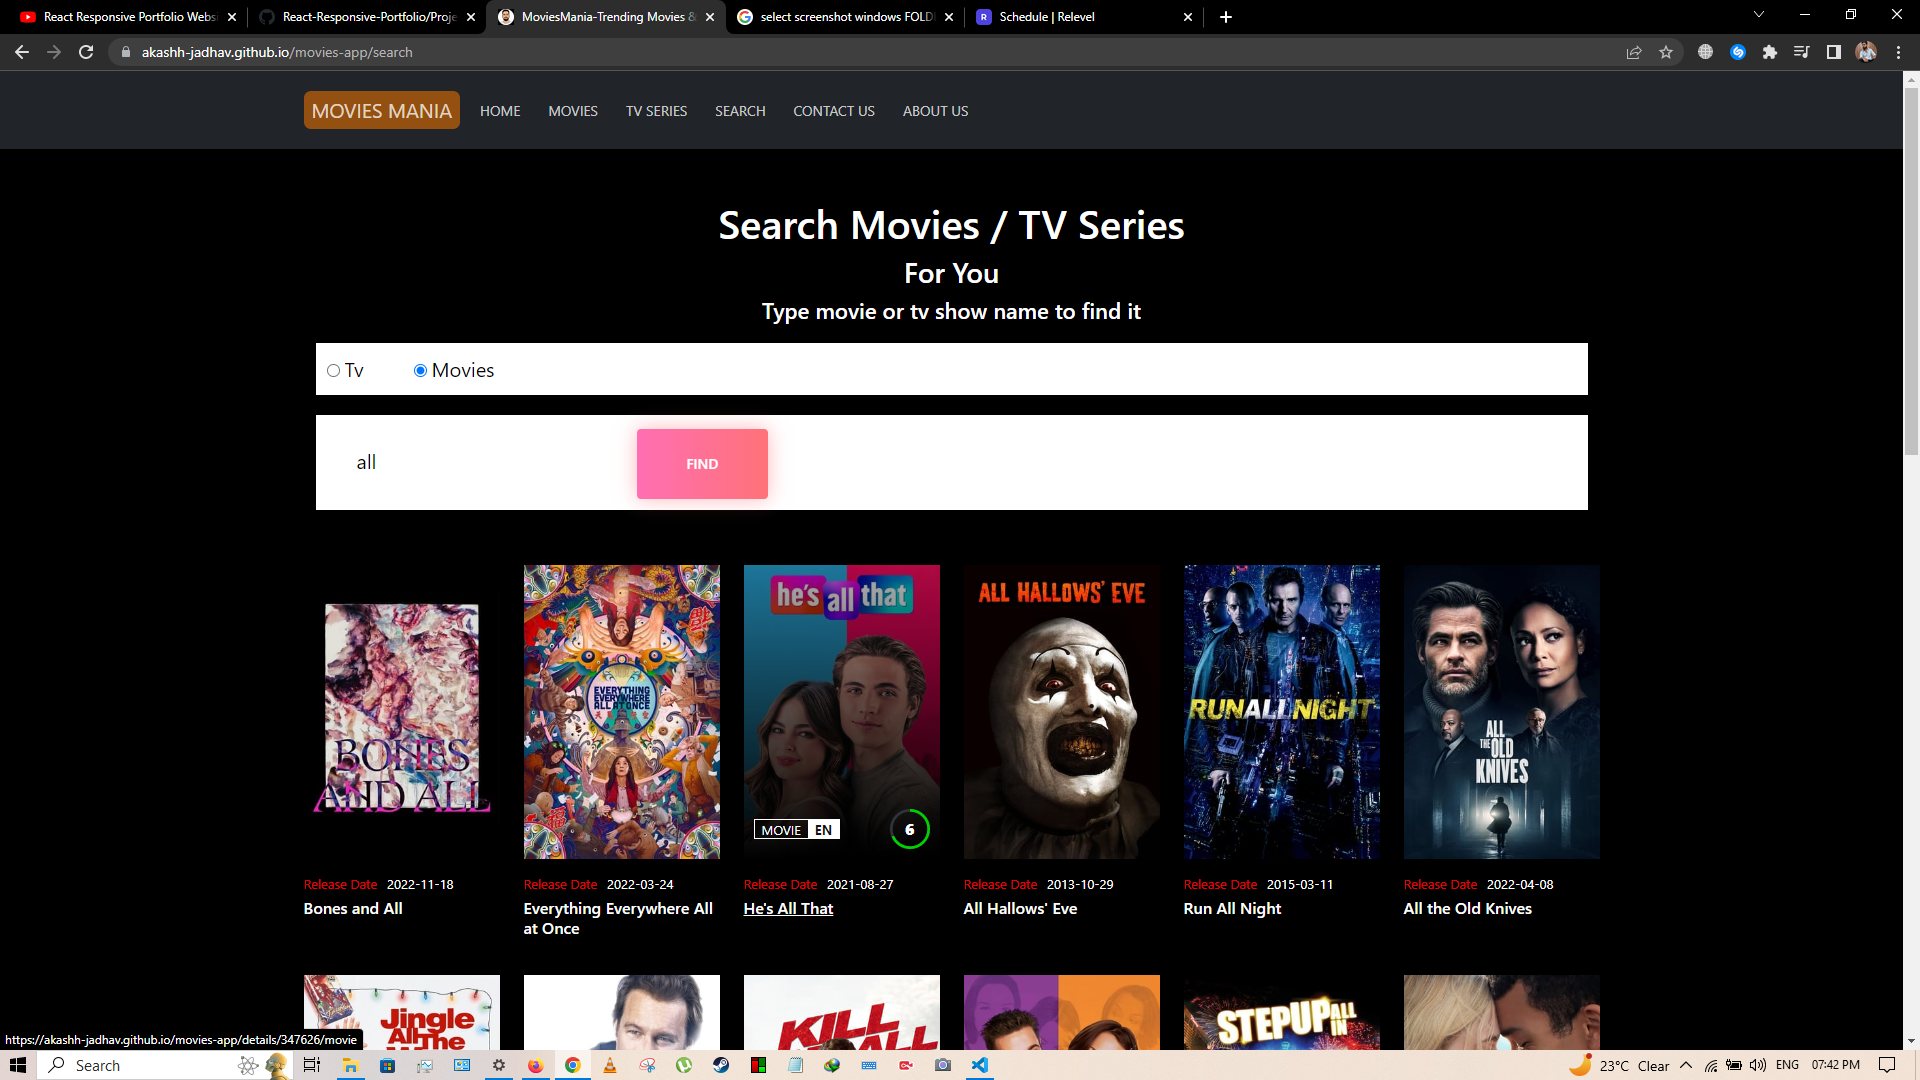 React Responsive Portfolio Webs
React-Responsive-Portfolio/Proje
MoviesMania-Trending Movies &
select screenshot windows FOLD
R
Schedule | Relevel
akashh-jadhav.github.io/movies-app/search
MOVIES MANIA
HOME
MOVIES
TV SERIES
SEARCH
CONTACT US
ABOUT US
Search Movies / TV Series
For You
Type movie or tv show name to find it
Tv
Movies
all
FIND
BONES
AND ALL
EVERYTHING
EVERYWHERE
ALL AT ONCE
he's all that
MOVIE EN
6
ALL HALLOWS' EVE
RUN ALL NIGHT
ALL
THE OLD
KNIVES
Release Date 2022-11-18
Bones and All
Release Date 2022-03-24
Everything Everywhere All
at Once
Release Date 2021-08-27
He's All That
Release Date 2013-10-29
All Hallows' Eve
Release Date 2015-03-11
Run All Night
Release Date 2022-04-08
All the Old Knives
Jingle
All The
KILL
STEP UP ALL
IN
https://akashh-jadhav.github.io/movies-app/details/347626/movie
Search
23°C Clear
ENG
07:42 PM